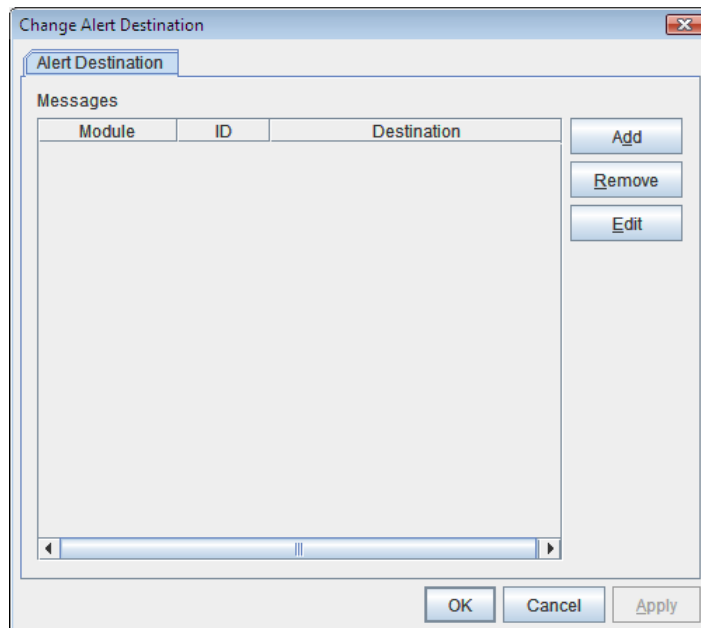 Change Alert Destination
Alert Destination
Messages
Module ID Destination
Add
Remove
Edit
OK Cancel Apply